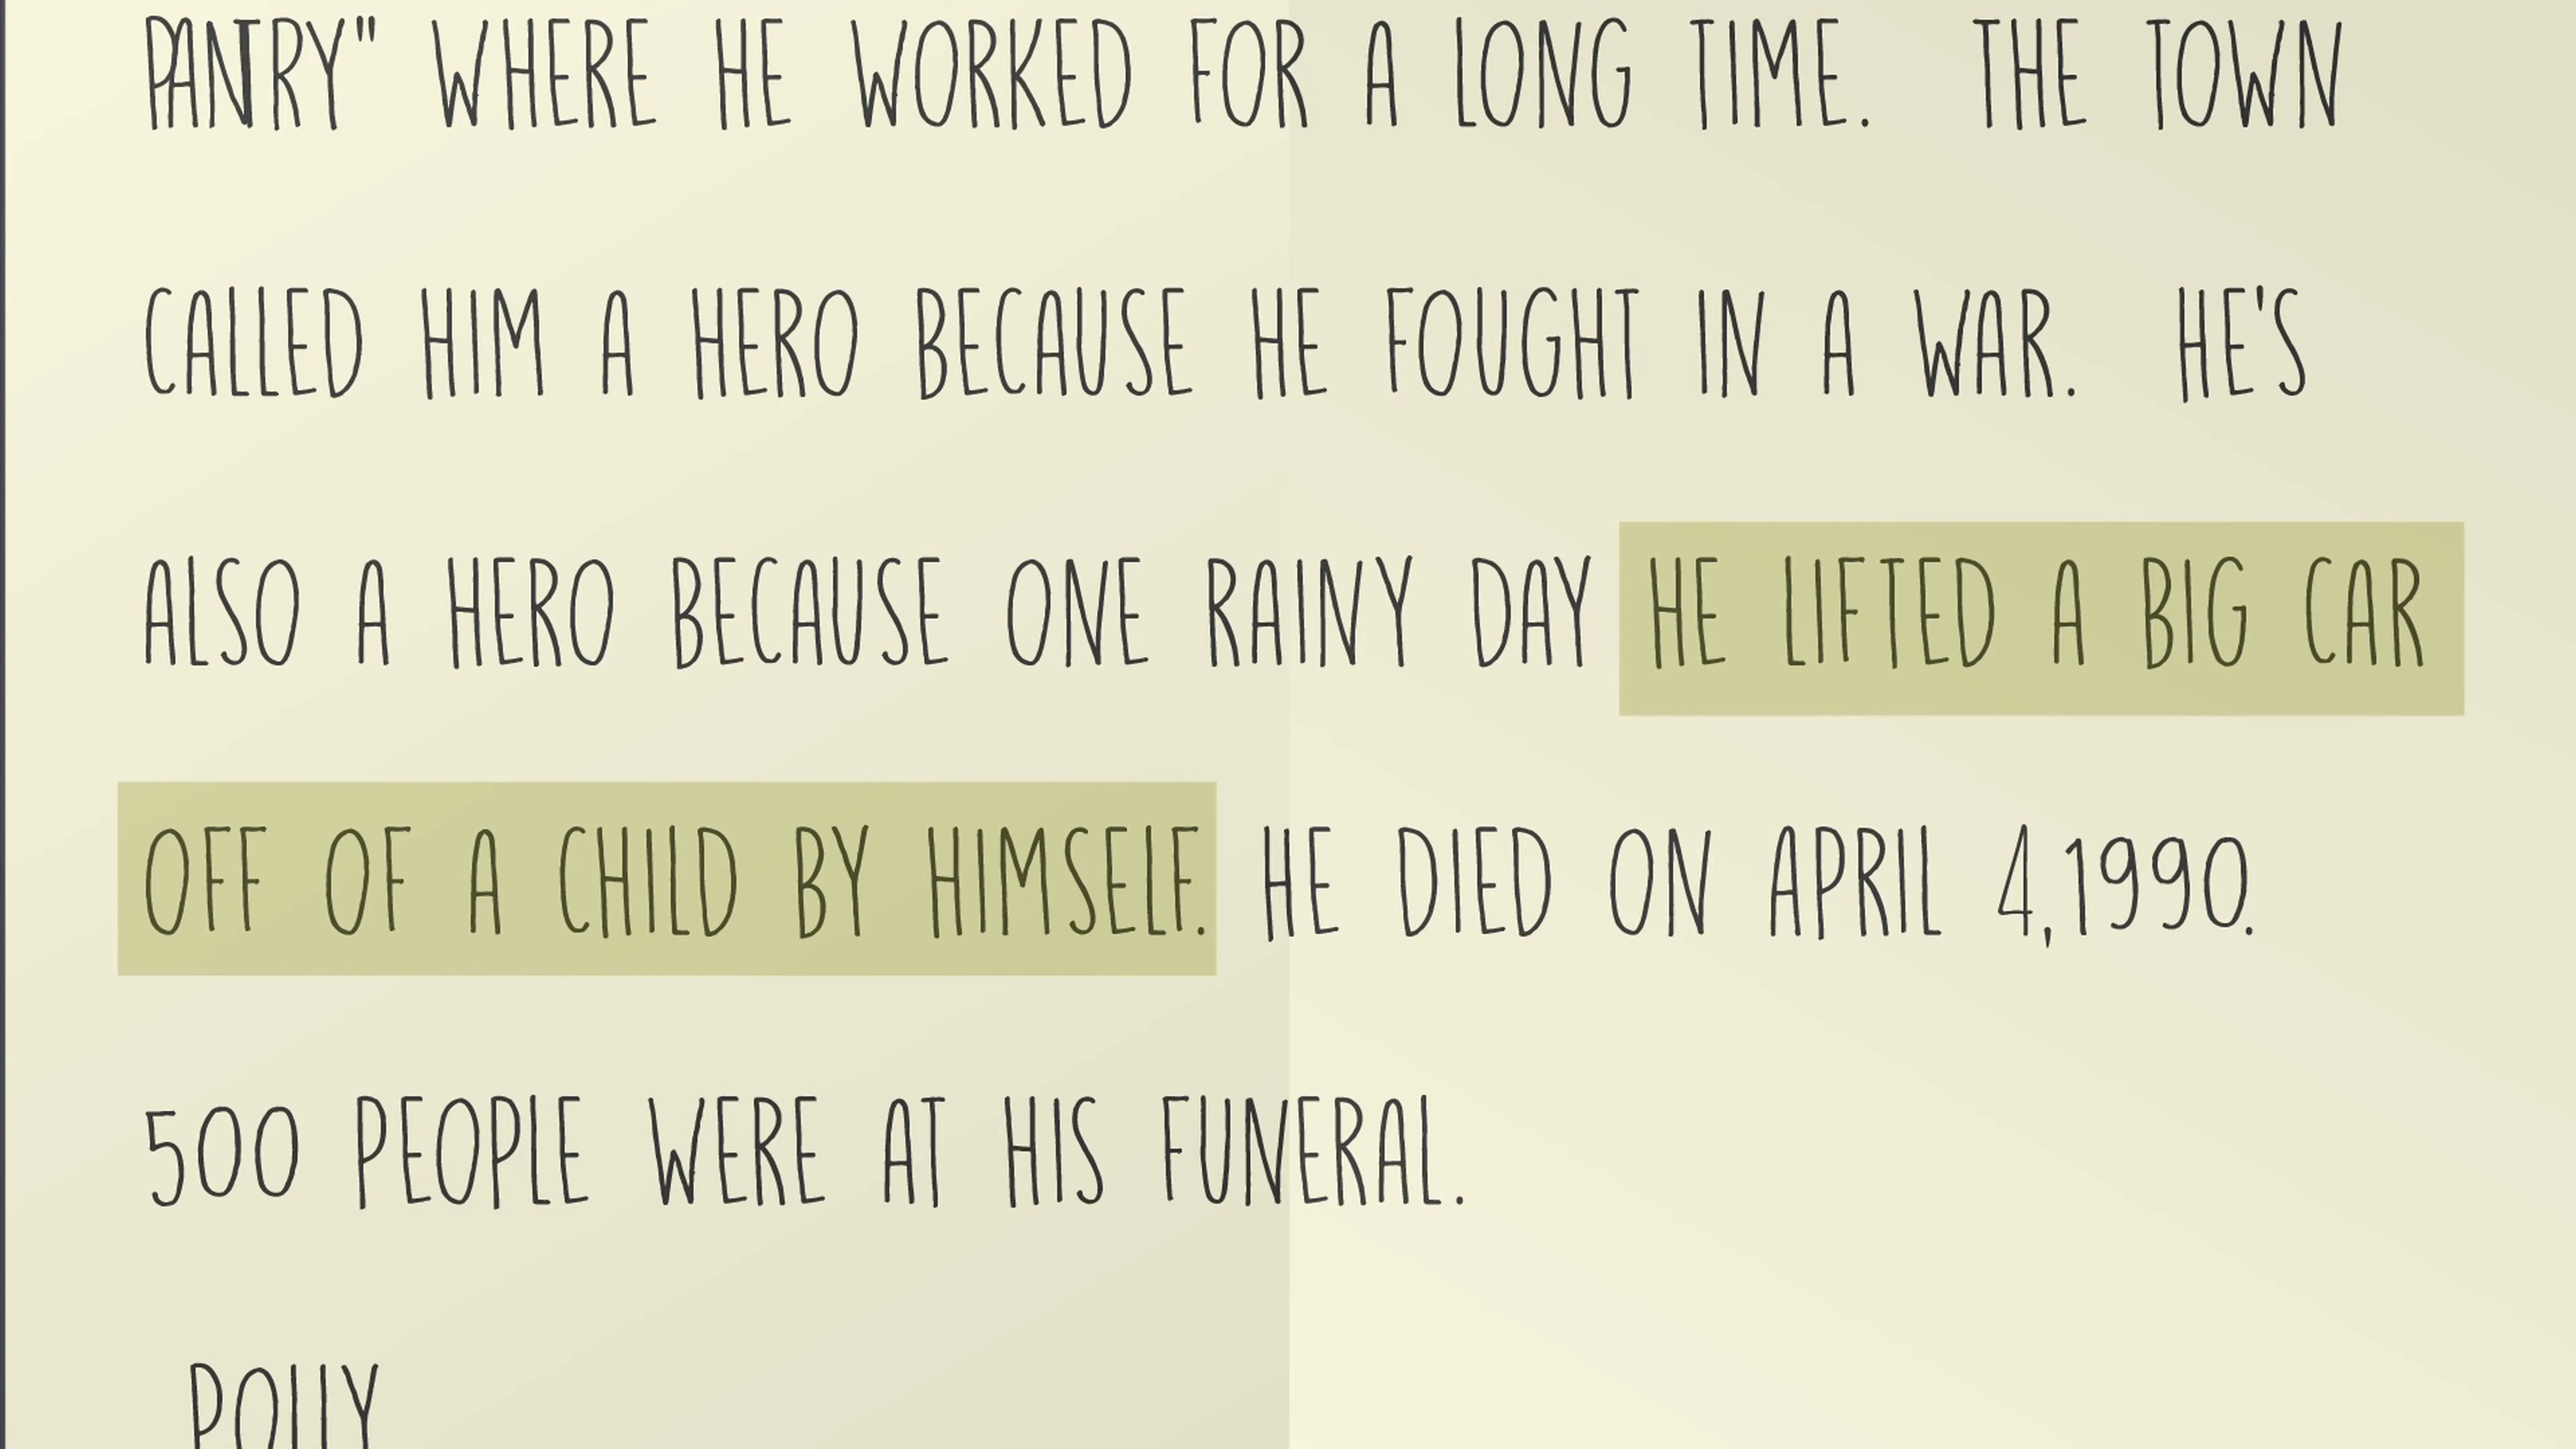 PANTRY" WHERE HE WORKED FOR A LONG TIME. THE TOWN
CALLED HIM A HERO BECAUSE HE FOUGHT IN A WAR. HE'S
ALSO A HERO BECAUSE ONE RAINY DAY HE LIFTED A BIG CAR
OFF OF A CHILD BY HIMSELF. HE DIED ON APRIL 4,1990.
500 PEOPLE WERE AT HIS FUNERAL.
POLLY